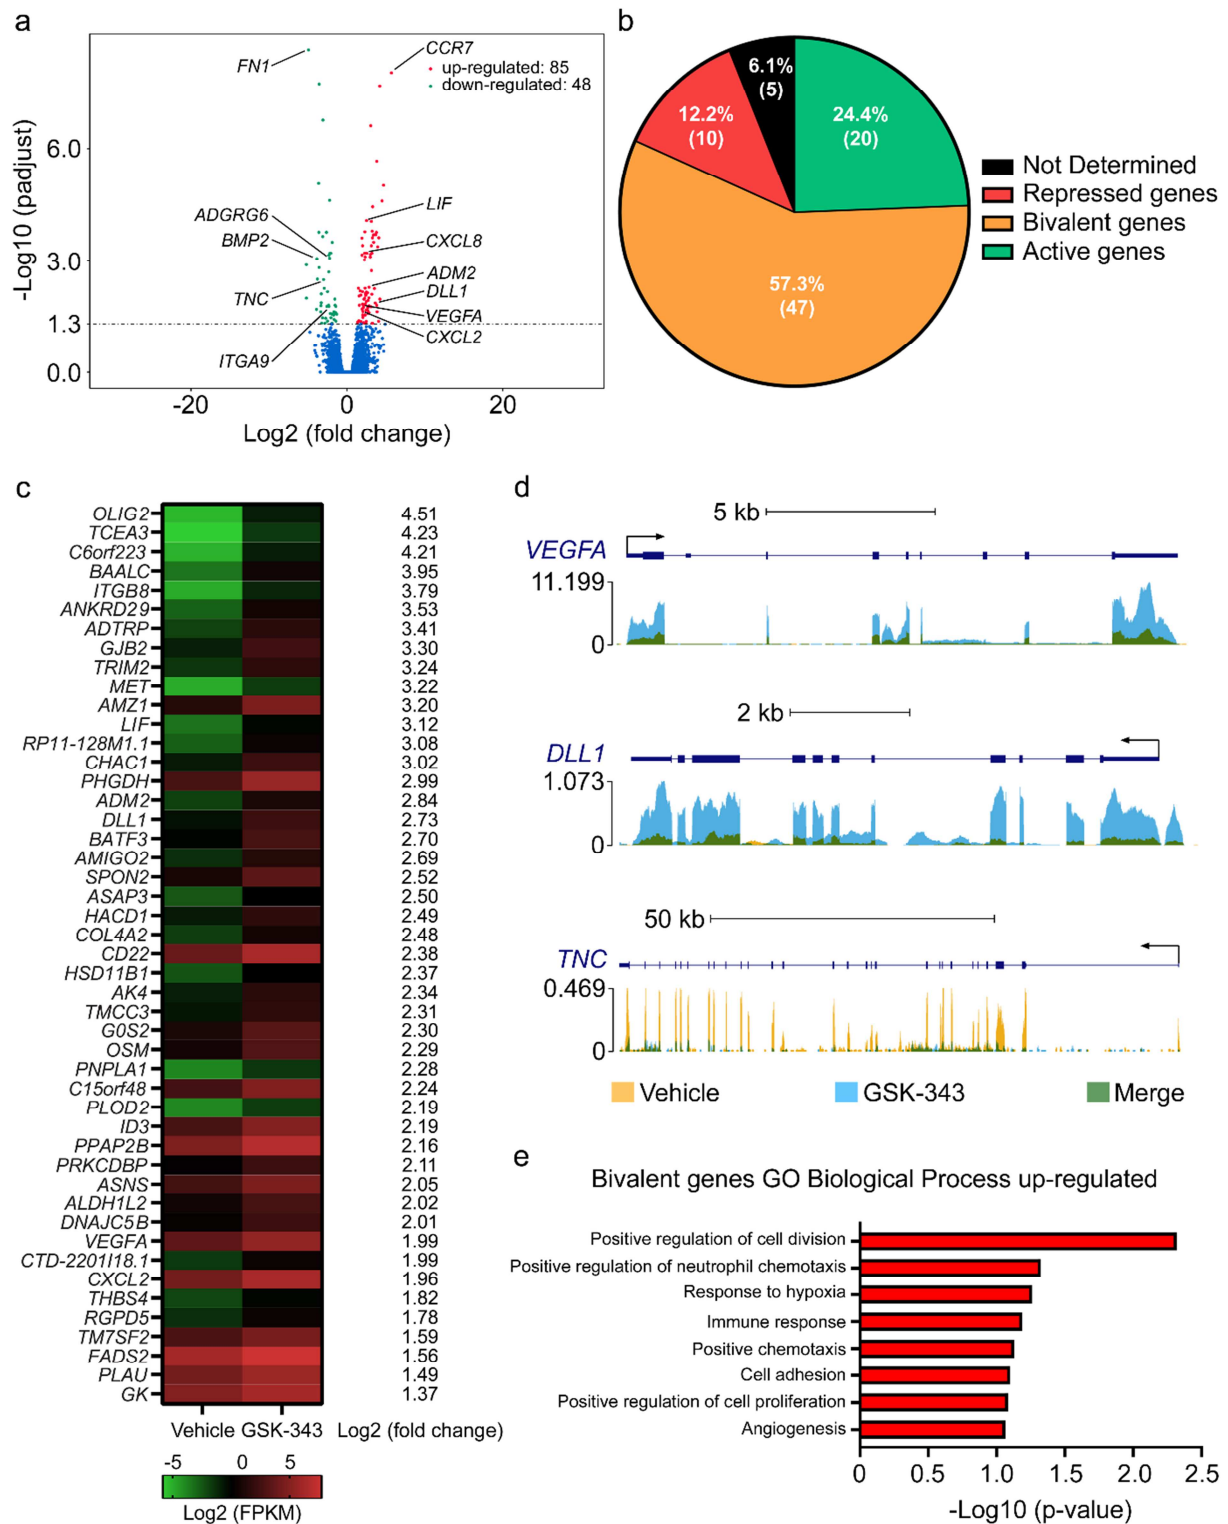 a
FN1
CCR7
up-regulated: 85
down-regulated: 48
6.0
3.0
1.3
0.0
-Log10 (padjust)
ADGRG6
BMP2
TNC
ITGA9
LIF
CXCL8
ADM2
DLL1
VEGFA
CXCL2
-20
0
20
Log2 (fold change)
b
6.1%
(5)
12.2%
(10)
24.4%
(20)
57.3%
(47)
Not Determined
Repressed genes
Bivalent genes
Active genes
c
OLIG2 4.51
TCEA3 4.23
C6orf223 4.21
BAALC 3.95
ITGB8 3.79
ANKRD29 3.53
ADTRP 3.41
GJB2 3.30
TRIM2 3.24
MET 3.22
AMZ1 3.20
LIF 3.12
RP11-128M1.1 3.08
CHAC1 3.02
PHGDH 2.99
ADM2 2.84
DLL1 2.73
BATF3 2.70
AMIGO2 2.69
SPON2 2.52
ASAP3 2.50
HACD1 2.49
COL4A2 2.48
CD22 2.38
HSD11B1 2.37
AK4 2.34
TMCC3 2.31
G0S2 2.30
OSM 2.29
PNPLA1 2.28
C15orf48 2.24
PLOD2 2.19
ID3 2.19
PPAP2B 2.16
PRKCDBP 2.11
ASNS 2.05
ALDH1L2 2.02
DNAJC5B 2.01
VEGFA 1.99
CTD-2201I18.1 1.99
CXCL2 1.96
THBS4 1.82
RGPD5 1.78
TM7SF2 1.59
FADS2 1.56
PLAU 1.49
GK 1.37
Vehicle GSK-343 Log2 (fold change)
-5 0 5
Log2 (FPKM)
d
5 kb
VEGFA
11.199
0
2 kb
DLL1
1.073
0
50 kb
TNC
0.469
0
Vehicle GSK-343 Merge
e
Bivalent genes GO Biological Process up-regulated
Positive regulation of cell division
Positive regulation of neutrophil chemotaxis
Response to hypoxia
Immune response
Positive chemotaxis
Cell adhesion
Positive regulation of cell proliferation
Angiogenesis
0 0.5 1.0 1.5 2.0 2.5
-Log10 (p-value)